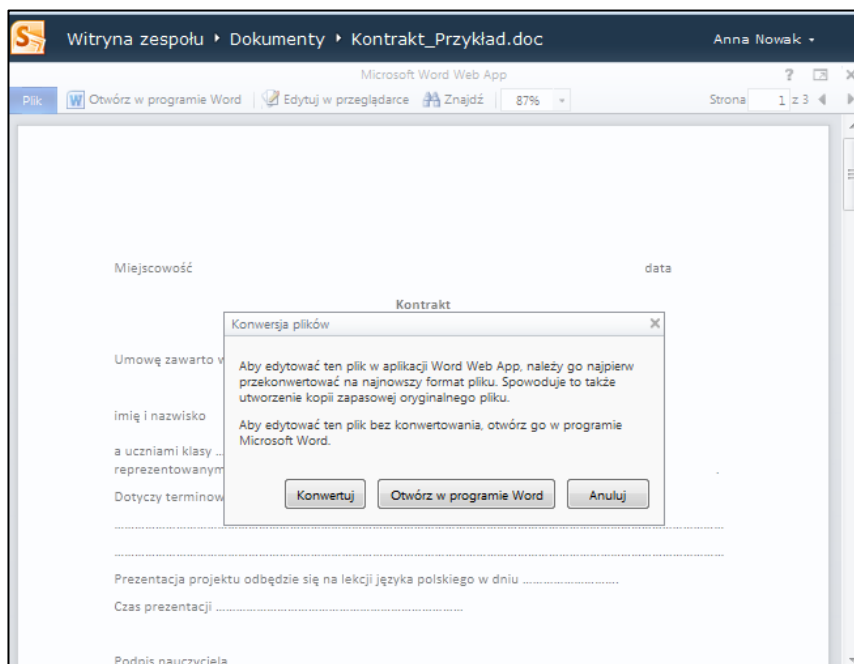 Witryna zespołu ‣ Dokumenty ‣ Kontrakt_Przykład.doc Anna Nowak
Microsoft Word Web App
Plik Otwórz w programie Word Edytuj w przeglądarce Znajdź 87% Strona 1 z 3
Miejscowość data
Kontrakt
Konwersja plików
Umowę zawarto w
Aby edytować ten plik w aplikacji Word Web App, należy go najpierw
przekonwertować na najnowszy format pliku. Spowoduje to także
utworzenie kopii zapasowej oryginalnego pliku.
imię i nazwisko
Aby edytować ten plik bez konwertowania, otwórz go w programie
Microsoft Word.
a uczniami klasy ...
reprezentowanym
Konwertuj Otwórz w programie Word Anuluj
Dotyczy terminow
Prezentacja projektu odbędzie się na lekcji języka polskiego w dniu ............................
Czas prezentacji ........................................................................
Podpis nauczyciela